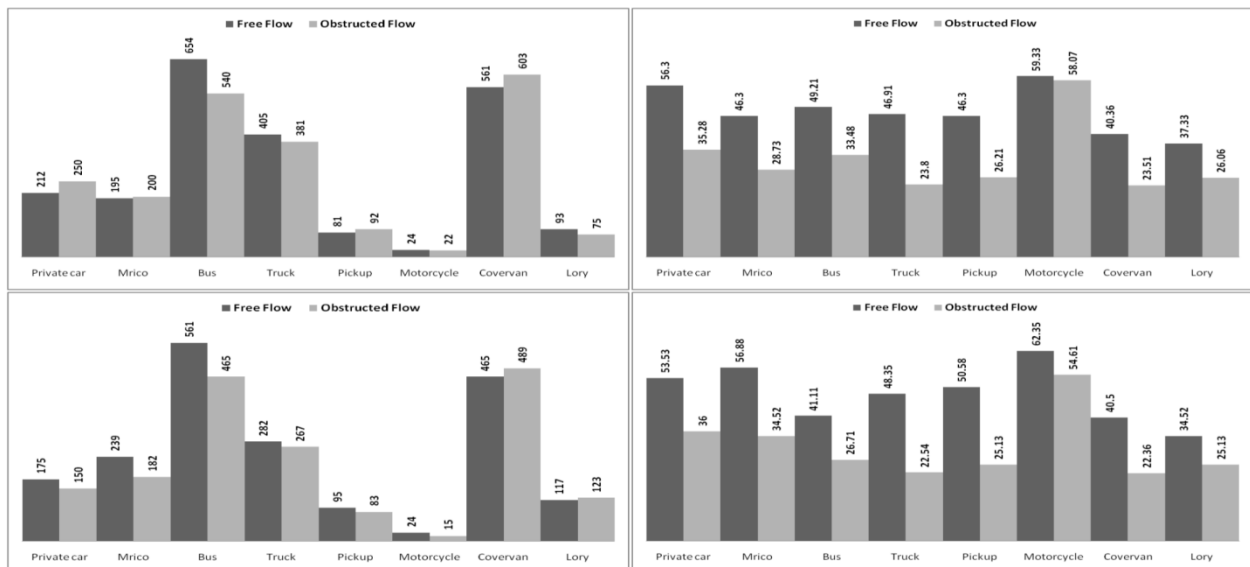 Free Flow Obstructed Flow
212 250 195 200 654 540 405 381 81 92 24 22 561 603 93 75
Private car Mrico Bus Truck Pickup Motorcycle Covervan Lory
Free Flow Obstructed Flow
56.3 35.28 46.3 28.73 49.21 33.48 46.91 23.8 46.3 26.21 59.33 58.07 40.36 23.51 37.33 26.06
Private car Mrico Bus Truck Pickup Motorcycle Covervan Lory
Free Flow Obstructed Flow
175 150 239 182 561 465 282 267 95 83 24 15 465 489 117 123
Private car Mrico Bus Truck Pickup Motorcycle Covervan Lory
Free Flow Obstructed Flow
53.53 36 56.88 34.52 41.11 26.71 48.35 22.54 50.58 25.13 62.35 54.61 40.5 22.36 34.52 25.13
Private car Mrico Bus Truck Pickup Motorcycle Covervan Lory